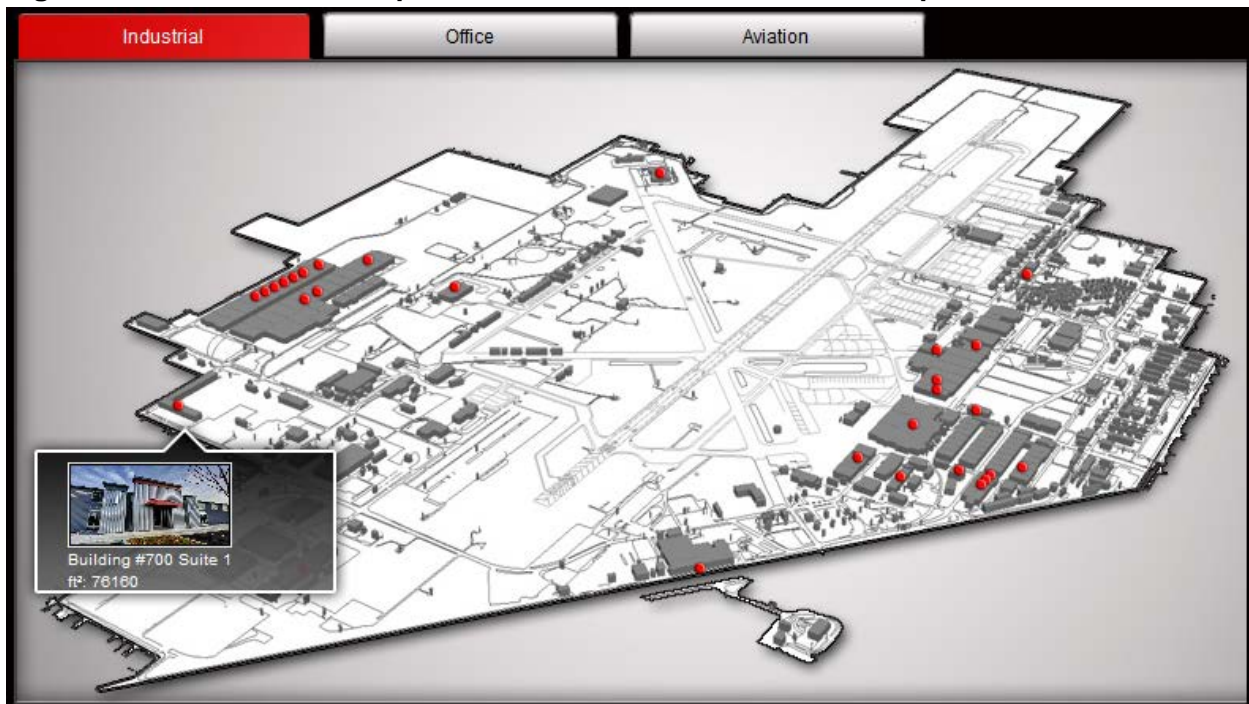 Industrial
Office
Aviation
Building #700 Suite 1
ft²: 76160